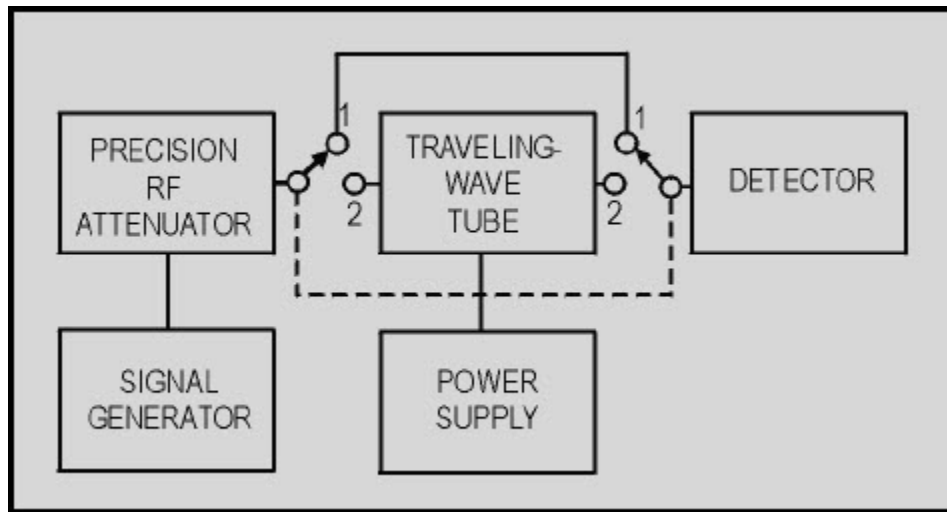 1
1
PRECISION
RF
ATTENUATOR
2
TRAVELING-
WAVE
TUBE
2
DETECTOR
SIGNAL
GENERATOR
POWER
SUPPLY